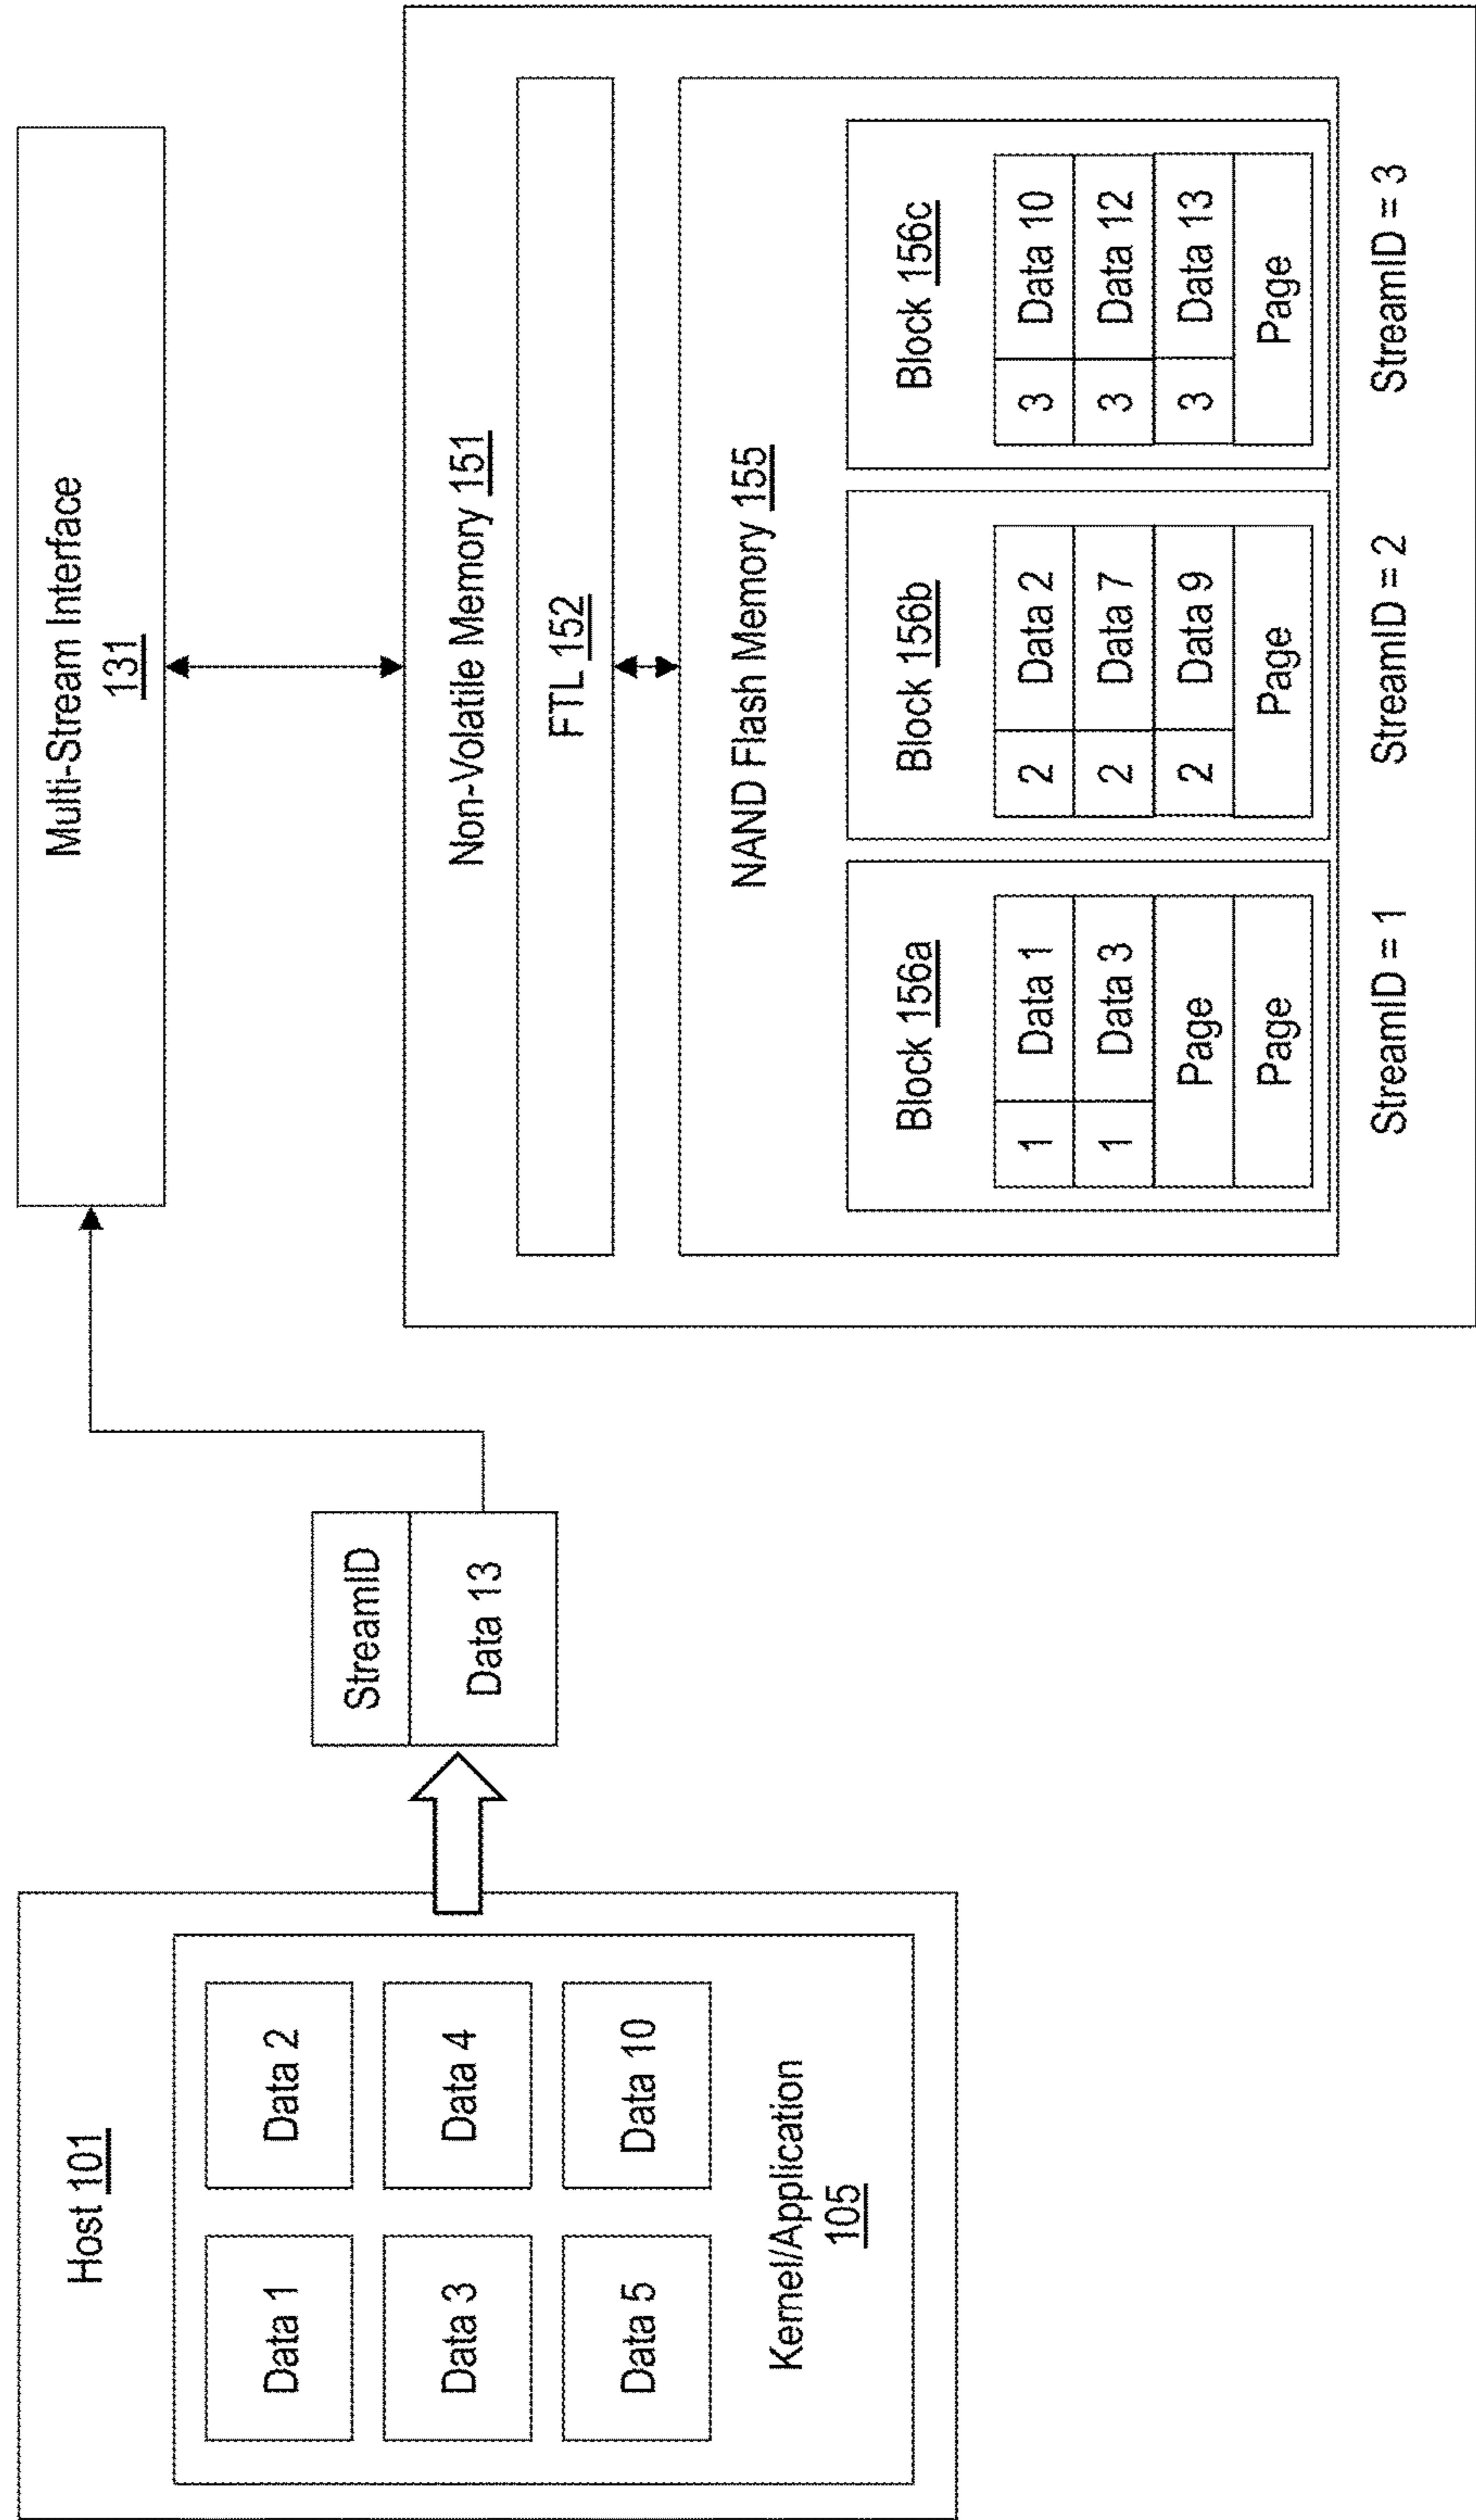 Host 101
Data 1
Data 2
Data 3
Data 4
Data 5
Data 10
Kernel/Application
105
StreamID
Data 13
Multi-Stream Interface
131
Non-Volatile Memory 151
FTL 152
NAND Flash Memory 155
Block 156a
1 Data 1
1 Data 3
Page
Page
StreamID = 1
Block 156b
2 Data 2
2 Data 7
2 Data 9
Page
StreamID = 2
Block 156c
3 Data 10
3 Data 12
3 Data 13
Page
StreamID = 3